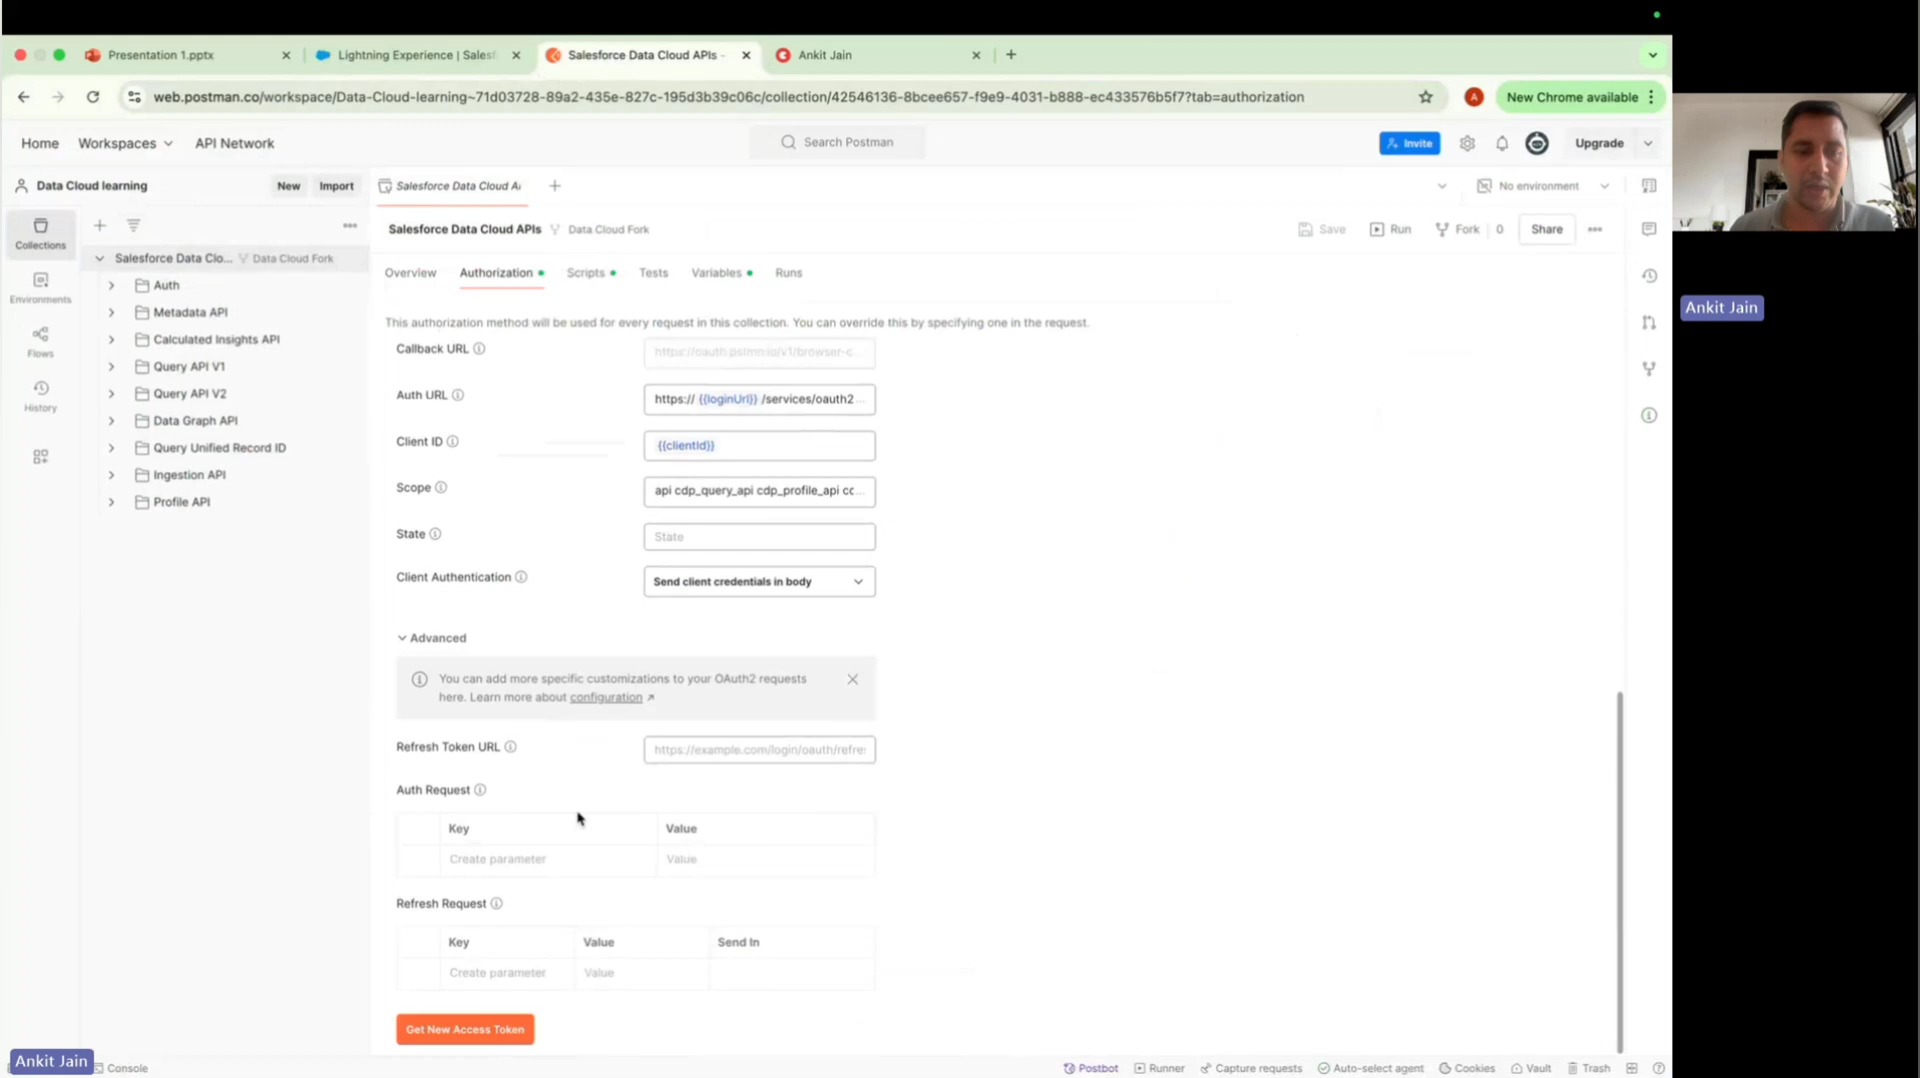 Presentation 1.pptx
Lightning Experience | Salesf
Salesforce Data Cloud APIs -
Ankit Jain
web.postman.co/workspace/Data-Cloud-learning~71d03728-89a2-435e-827c-195d3b39c06c/collection/42546136-8bcee657-f9e9-4031-b888-ec433576b5f7?tab=authorization
A
New Chrome available
Home
Workspaces
API Network
Search Postman
Invite
Upgrade
Data Cloud learning
New
Import
Salesforce Data Cloud AI
No environment
Collections
Environments
Flows
History
Salesforce Data Clo...
Data Cloud Fork
Auth
Metadata API
Calculated Insights API
Query API V1
Query API V2
Data Graph API
Query Unified Record ID
Ingestion API
Profile API
Salesforce Data Cloud APIs
Data Cloud Fork
Save
Run
Fork
0
Share
Overview
Authorization
Scripts
Tests
Variables
Runs
This authorization method will be used for every request in this collection. You can override this by specifying one in the request.
Callback URL
https://oauth.pstmn.io/v1/browser-c
Auth URL
https:// {{loginUrl}} /services/oauth2...
Client ID
{{clientId}}
Scope
api cdp_query_api cdp_profile_api cc...
State
State
Client Authentication
Send client credentials in body
Advanced
You can add more specific customizations to your OAuth2 requests
here. Learn more about configuration
Refresh Token URL
https://example.com/login/oauth/refre
Auth Request
Key
Value
Create parameter
Value
Refresh Request
Key
Value
Send In
Create parameter
Value
Get New Access Token
Ankit Jain
Console
Postbot
Runner
Capture requests
Auto-select agent
Cookies
Vault
Trash
Ankit Jain